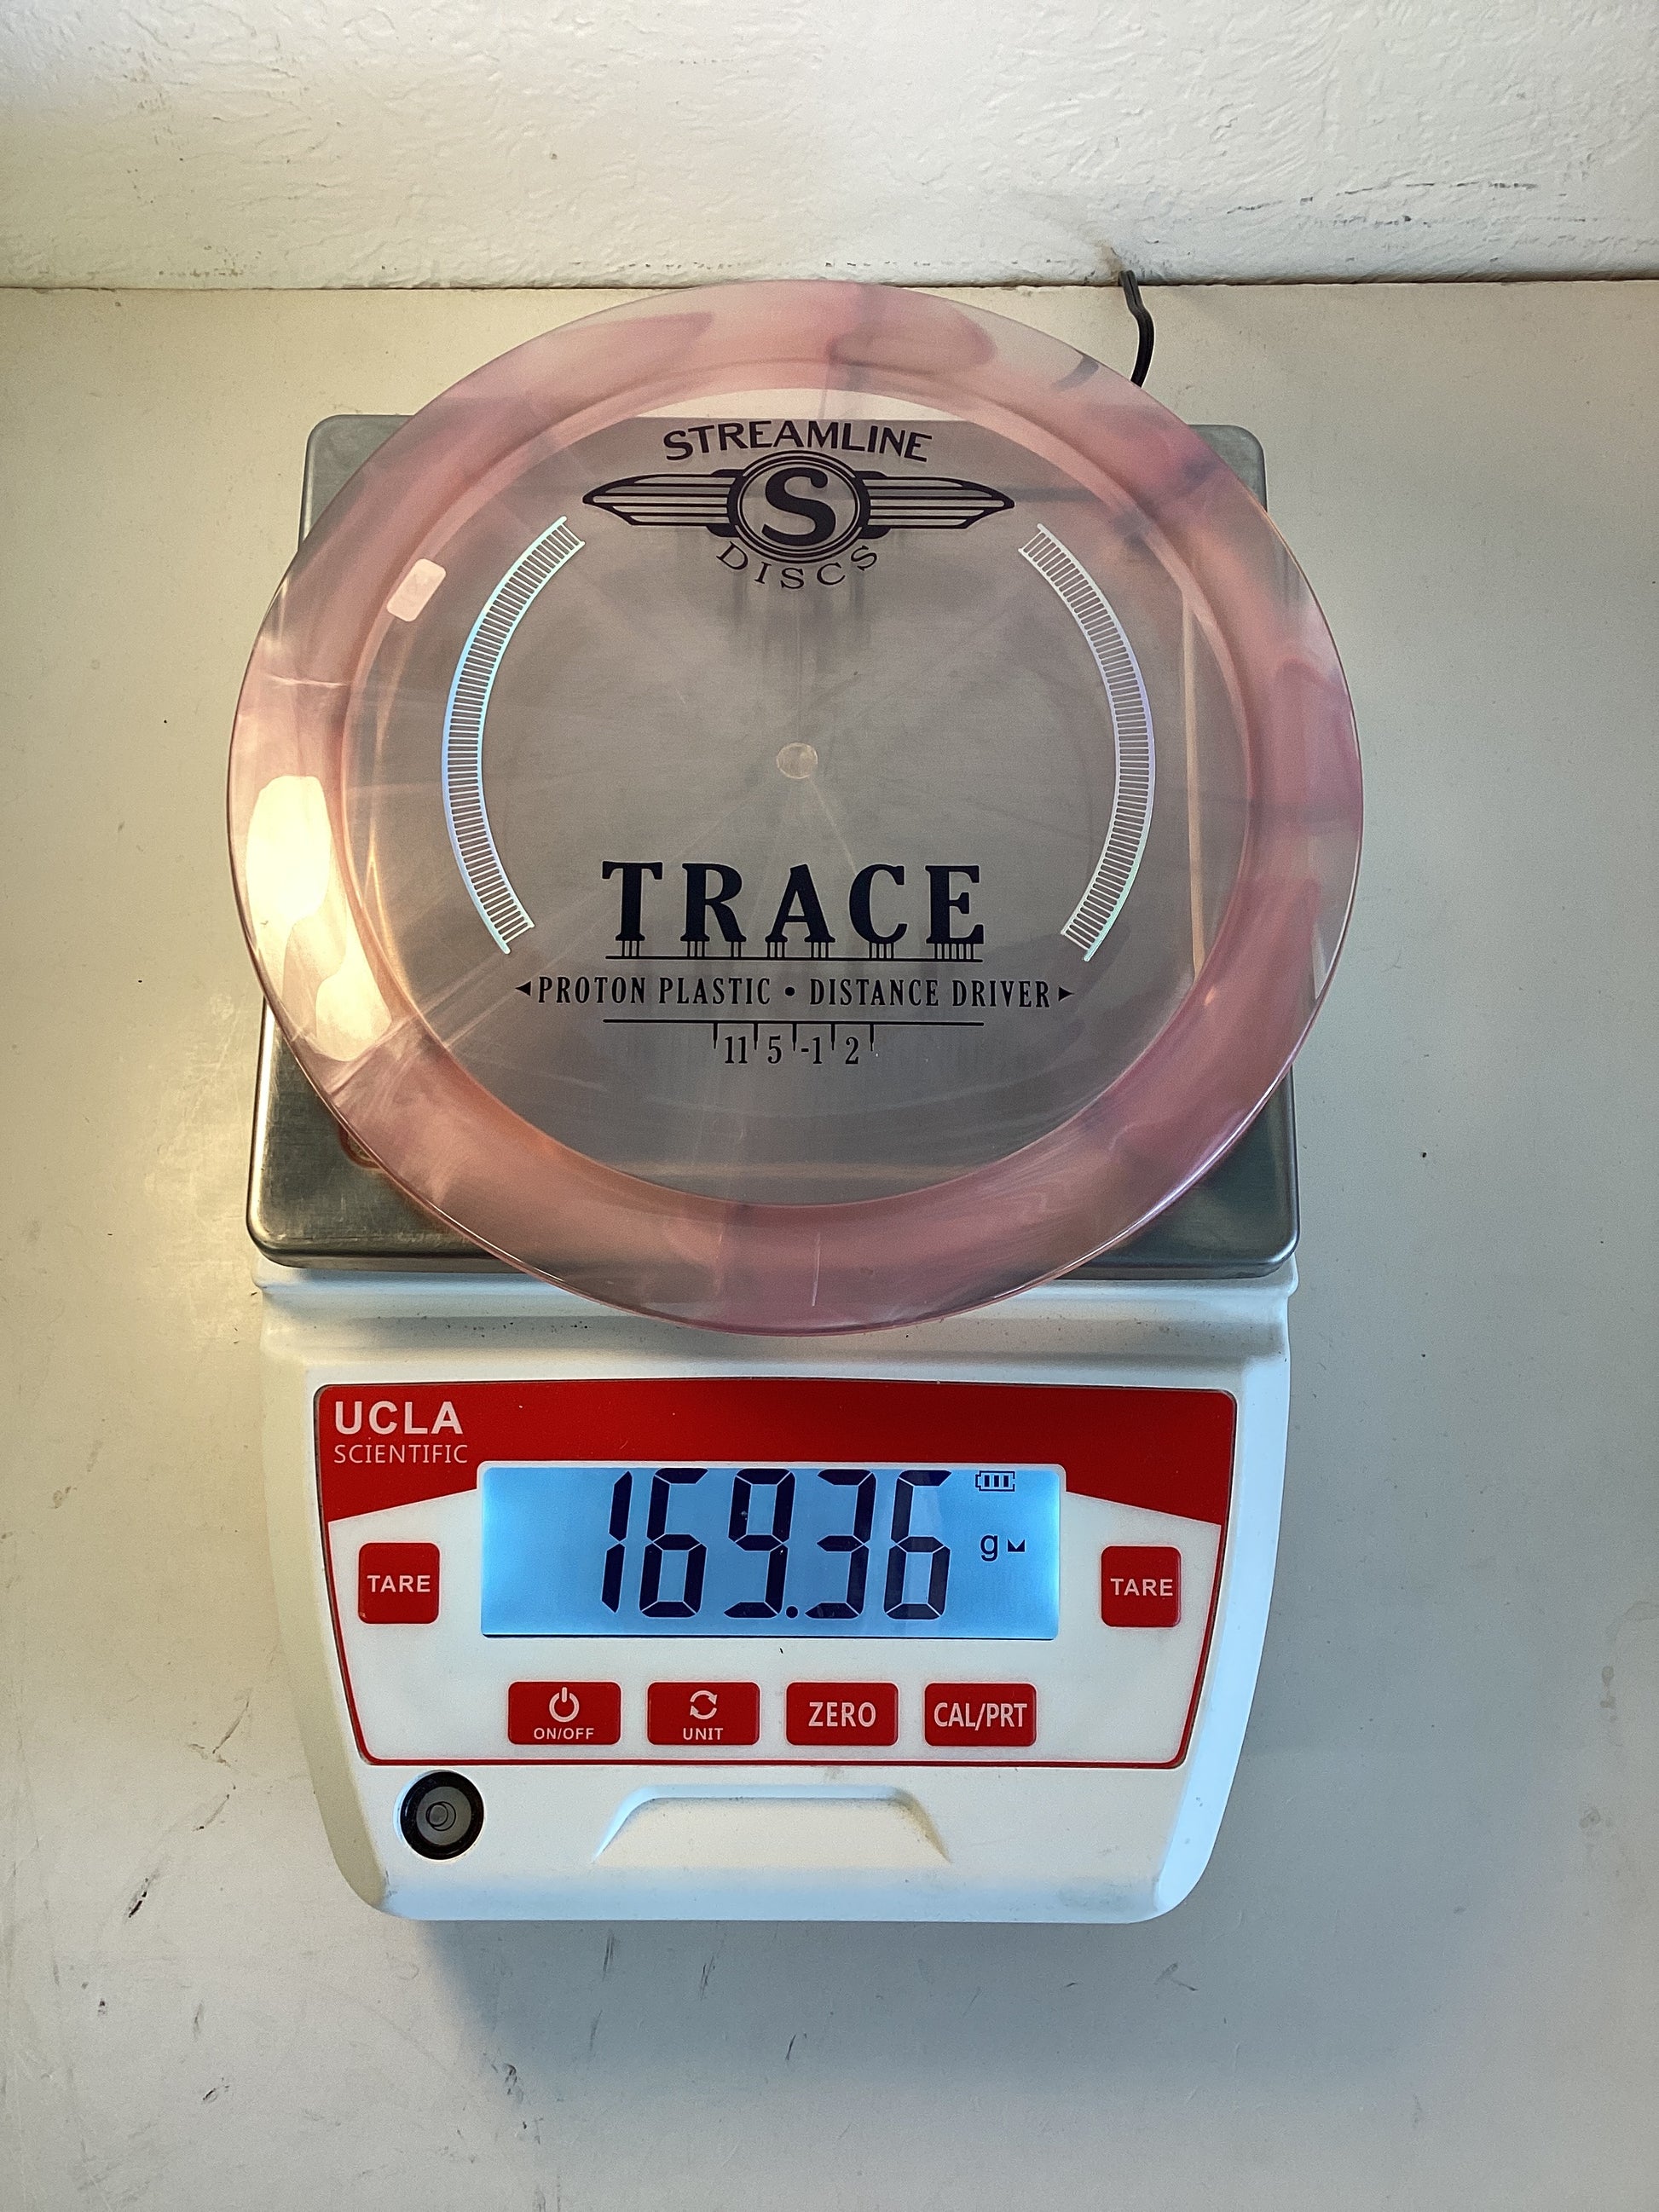 STREAMLINE
S
DISCS
TRACE
PROTON PLASTIC • DISTANCE DRIVER
11 5 -1 2
UCLA
SCIENTIFIC
169.36 g
TARE
TARE
ON/OFF
UNIT
ZERO
CAL/PRT